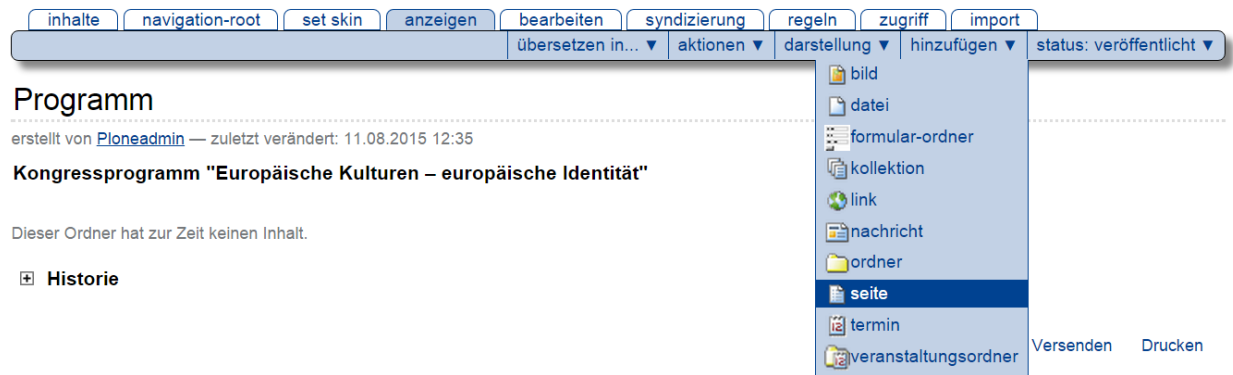 inhalte navigation-root set skin anzeigen bearbeiten syndizierung regeln zugriff import
übersetzen in... ▼ aktionen ▼ darstellung ▼ hinzufügen ▼ status: veröffentlicht ▼
bild
Programm
datei
erstellt von Ploneadmin — zuletzt verändert: 11.08.2015 12:35
formular-ordner
Kongressprogramm "Europäische Kulturen – europäische Identität"
kollektion
link
Dieser Ordner hat zur Zeit keinen Inhalt.
nachricht
ordner
Historie
seite
termin
Versenden Drucken
veranstaltungsordner